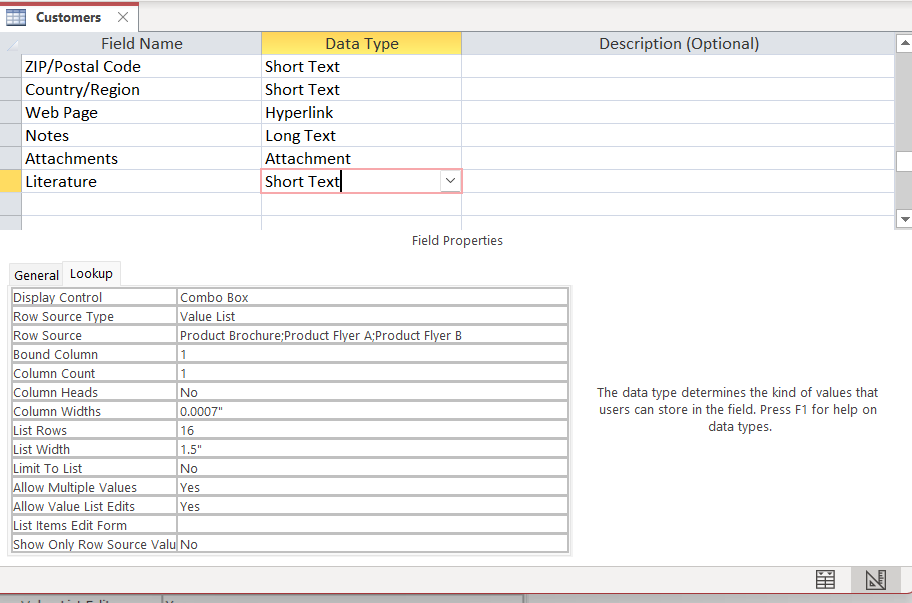 Customers
Field Name Data Type Description (Optional)
ZIP/Postal Code Short Text
Country/Region Short Text
Web Page Hyperlink
Notes Long Text
Attachments Attachment
Literature Short Text
Field Properties
General Lookup
Display Control Combo Box
Row Source Type Value List
Row Source Product Brochure;Product Flyer A;Product Flyer B
Bound Column 1
Column Count 1
Column Heads No
Column Widths 0.0007"
List Rows 16
List Width 1.5"
Limit To List No
Allow Multiple Values Yes
Allow Value List Edits Yes
List Items Edit Form
Show Only Row Source Valu No
The data type determines the kind of values that
users can store in the field. Press F1 for help on
data types.